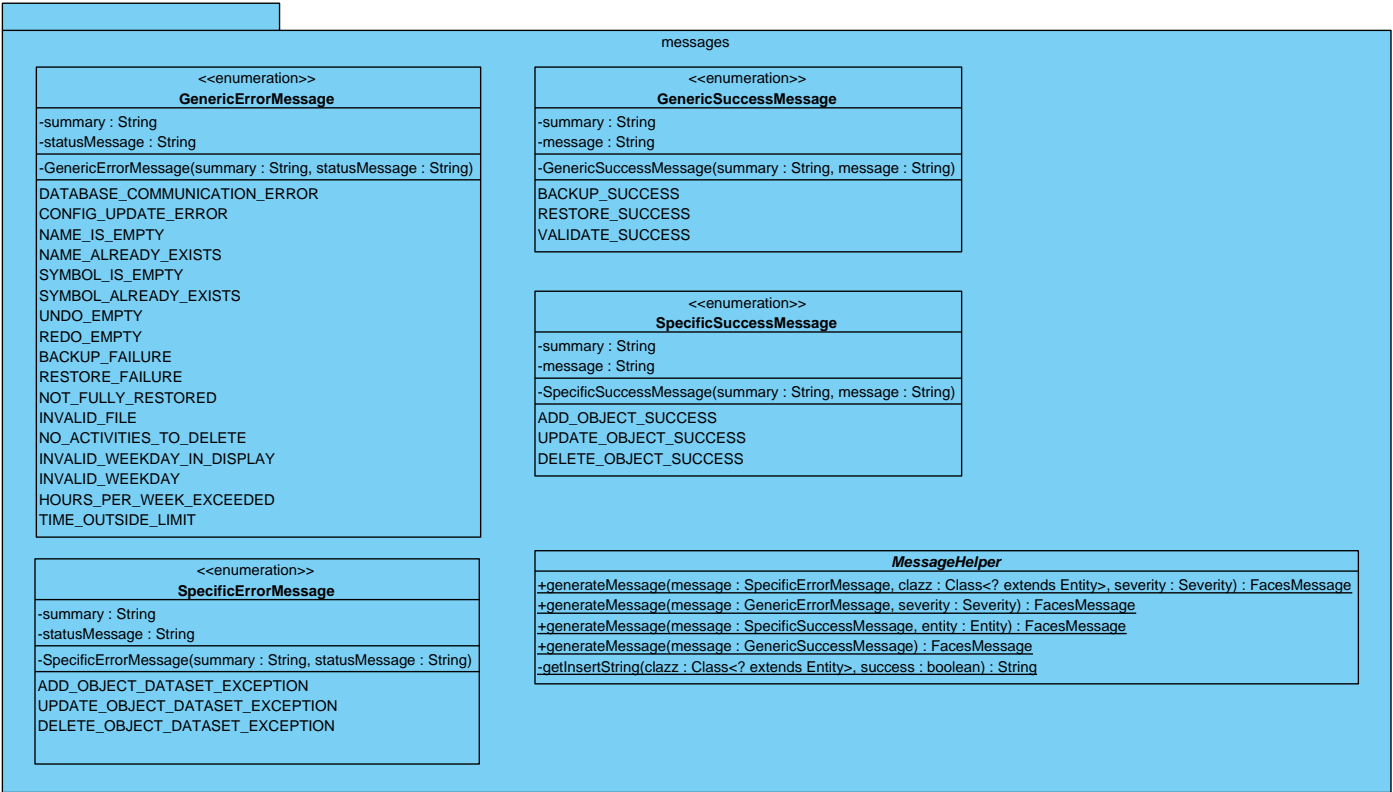 messages
<<enumeration>>
GenericErrorMessage
-summary : String
-statusMessage : String
-GenericErrorMessage(summary : String, statusMessage : String)
DATABASE_COMMUNICATION_ERROR
CONFIG_UPDATE_ERROR
NAME_IS_EMPTY
NAME_ALREADY_EXISTS
SYMBOL_IS_EMPTY
SYMBOL_ALREADY_EXISTS
UNDO_EMPTY
REDO_EMPTY
BACKUP_FAILURE
RESTORE_FAILURE
NOT_FULLY_RESTORED
INVALID_FILE
NO_ACTIVITIES_TO_DELETE
INVALID_WEEKDAY_IN_DISPLAY
INVALID_WEEKDAY
HOURS_PER_WEEK_EXCEEDED
TIME_OUTSIDE_LIMIT
<<enumeration>>
GenericSuccessMessage
-summary : String
-message : String
-GenericSuccessMessage(summary : String, message : String)
BACKUP_SUCCESS
RESTORE_SUCCESS
VALIDATE_SUCCESS
<<enumeration>>
SpecificSuccessMessage
-summary : String
-message : String
-SpecificSuccessMessage(summary : String, message : String)
ADD_OBJECT_SUCCESS
UPDATE_OBJECT_SUCCESS
DELETE_OBJECT_SUCCESS
<<enumeration>>
SpecificErrorMessage
-summary : String
-statusMessage : String
-SpecificErrorMessage(summary : String, statusMessage : String)
ADD_OBJECT_DATASET_EXCEPTION
UPDATE_OBJECT_DATASET_EXCEPTION
DELETE_OBJECT_DATASET_EXCEPTION
MessageHelper
+generateMessage(message : SpecificErrorMessage, clazz : Class<? extends Entity>, severity : Severity) : FacesMessage
+generateMessage(message : GenericErrorMessage, severity : Severity) : FacesMessage
+generateMessage(message : SpecificSuccessMessage, entity : Entity) : FacesMessage
+generateMessage(message : GenericSuccessMessage) : FacesMessage
-getInsertString(clazz : Class<? extends Entity>, success : boolean) : String